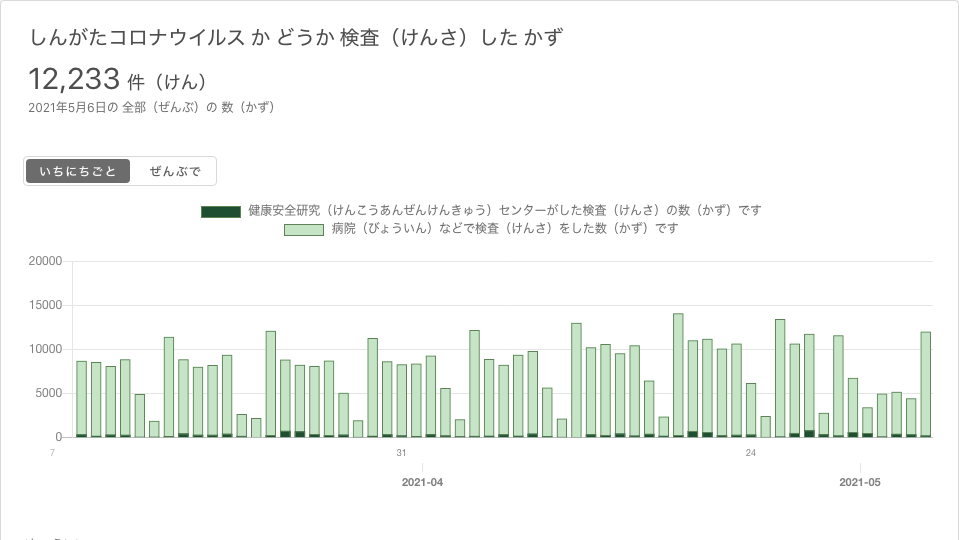 しんがたコロナウイルス か どうか 検査（けんさ）した かず
12,233 件（けん）
2021年5月6日の 全部（ぜんぶ）の 数（かず）
いちにちごと ぜんぶで
健康安全研究（けんこうあんぜんけんきゅう）センターがした検査（けんさ）の数（かず）です
病院（びょういん）などで検査（けんさ）をした数（かず）です
20000
15000
10000
5000
0
7 31 24
2021-04 2021-05